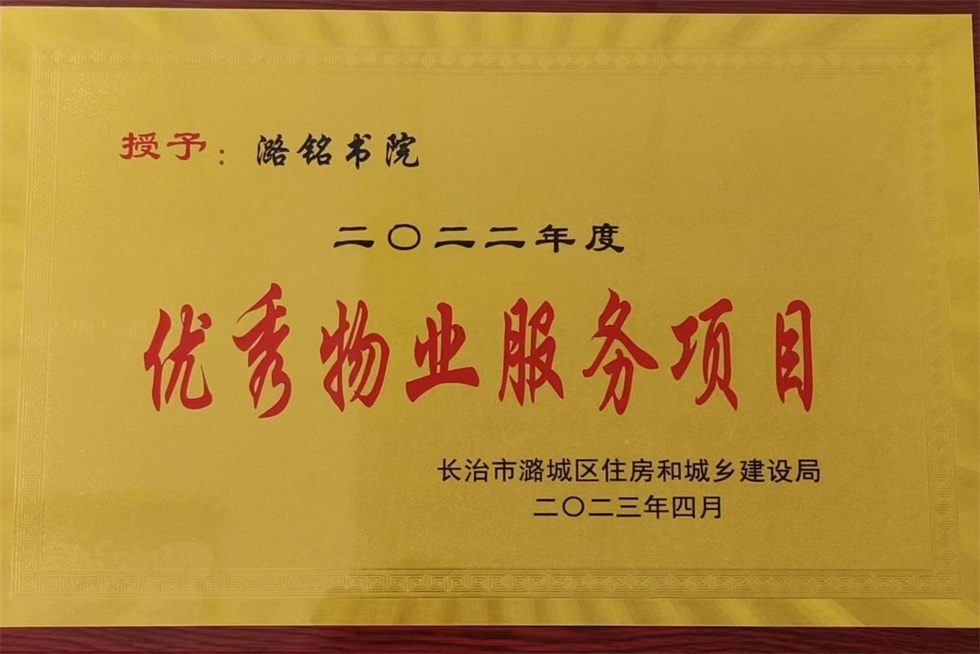 授予：潞铭书院
二〇二二年度
优秀物业服务项目
长治市潞城区住房和城乡建设局
二〇二三年四月